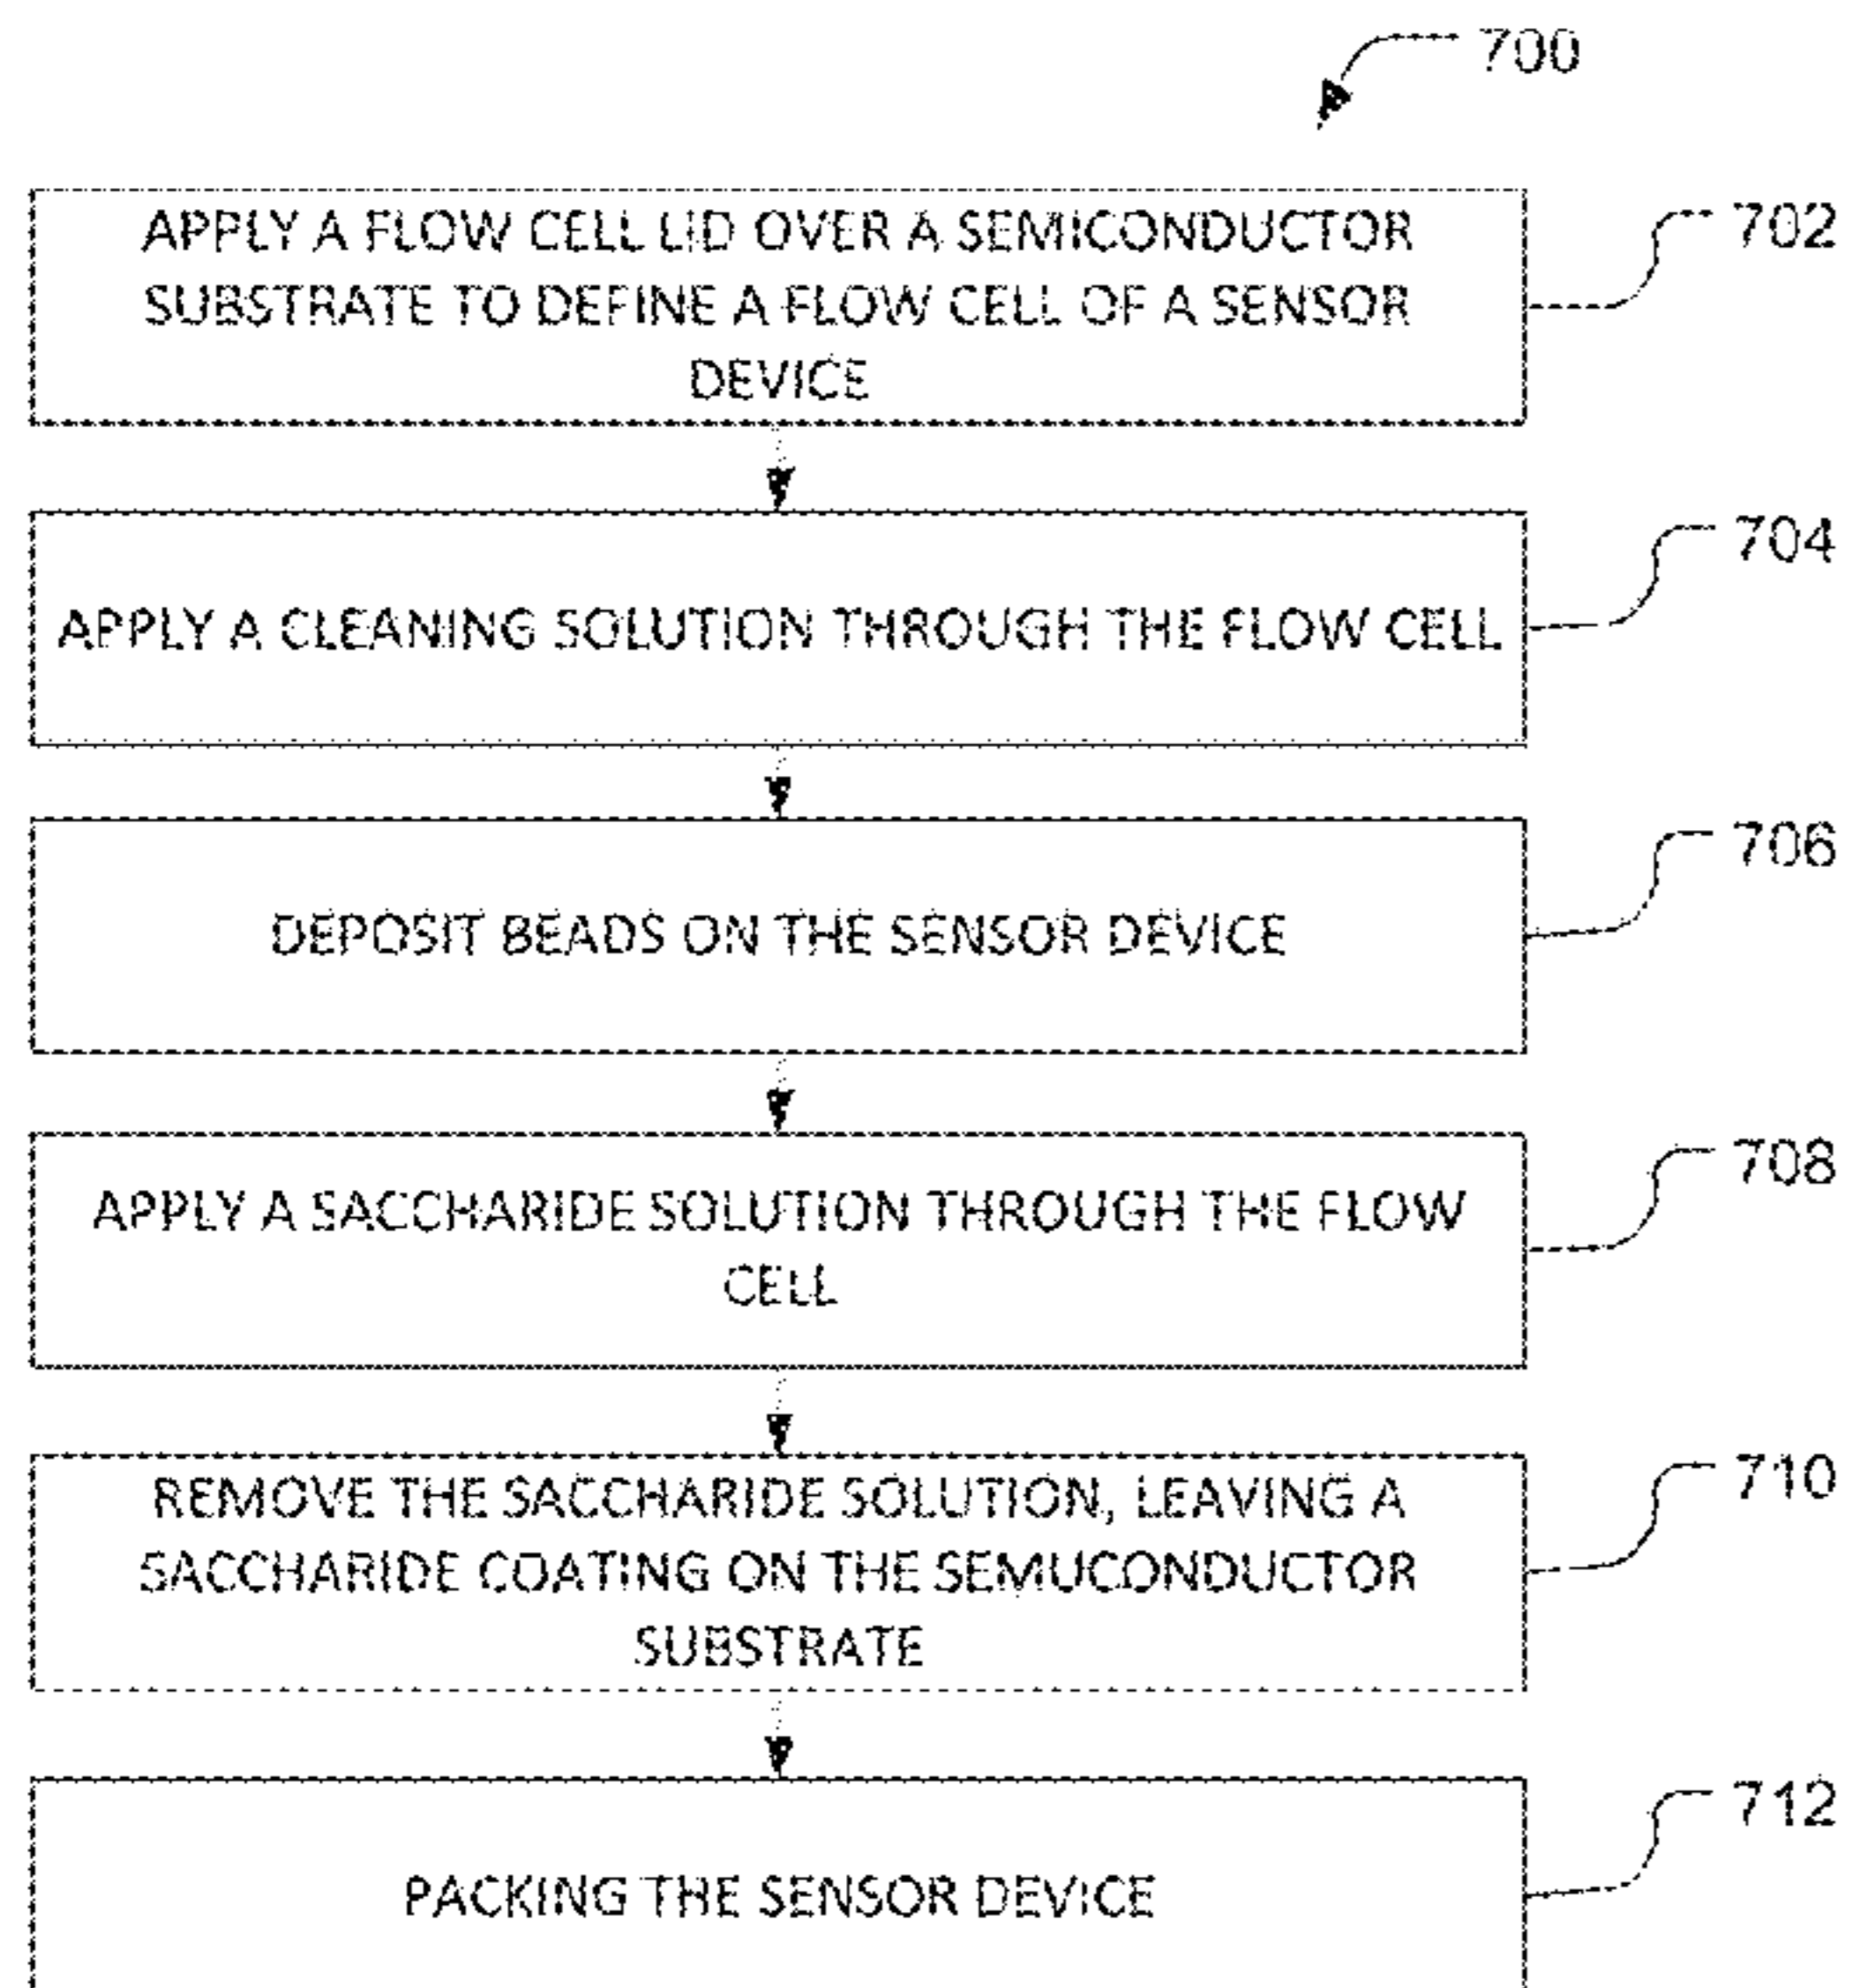 700
APPLY A FLOW CELL LID OVER A SEMICONDUCTOR
SUBSTRATE TO DEFINE A FLOW CELL OF A SENSOR
DEVICE
702
APPLY A CLEANING SOLUTION THROUGH THE FLOW CELL
704
DEPOSIT BEADS ON THE SENSOR DEVICE
706
APPLY A SACCHARIDE SOLUTION THROUGH THE FLOW
CELL
708
REMOVE THE SACCHARIDE SOLUTION, LEAVING A
SACCHARIDE COATING ON THE SEMUCONDUCTOR
SUBSTRATE
710
PACKING THE SENSOR DEVICE
712